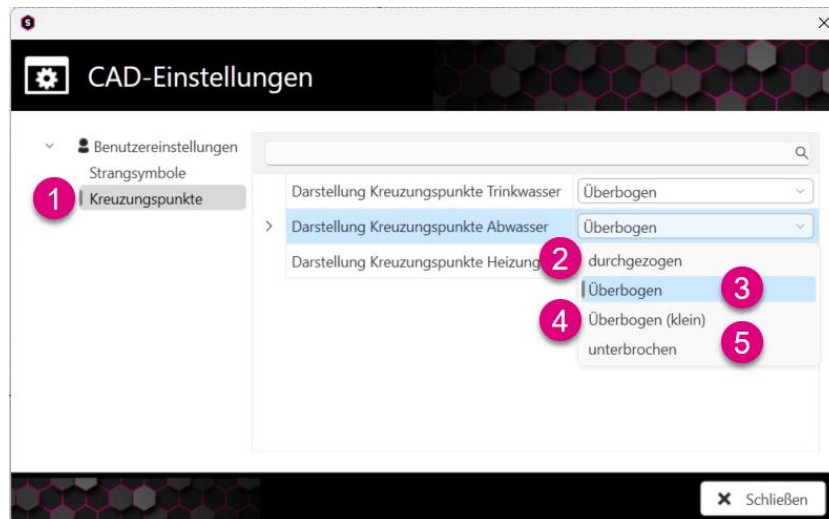 S
CAD-Einstellungen
Benutzereinstellungen
Strangsymbole
1 Kreuzungspunkte
Darstellung Kreuzungspunkte Trinkwasser Überbogen
Darstellung Kreuzungspunkte Abwasser Überbogen
Darstellung Kreuzungspunkte Heizung
2 durchgezogen
Überbogen 3
4 Überbogen (klein)
unterbrochen 5
Schließen